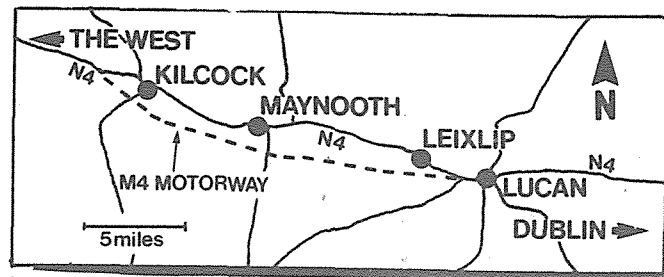 THE WEST
N4
KILCOCK
MAYNOOTH
N4
LEIXLIP
N
N4
LUCAN
M4 MOTORWAY
5 miles
DUBLIN